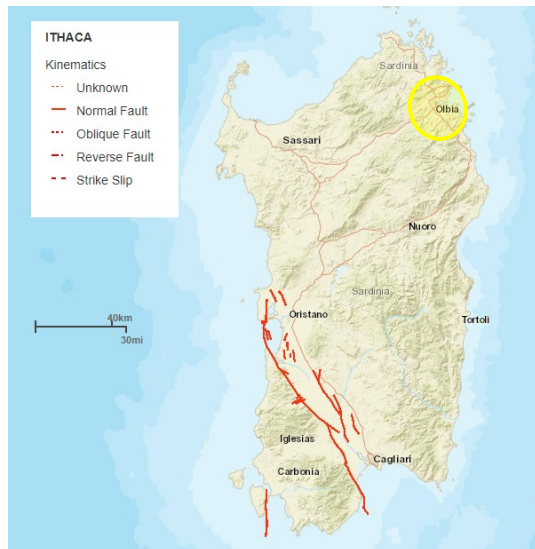 ITHACA
Kinematics
Unknown
Normal Fault
Oblique Fault
Reverse Fault
Strike Slip
Sardinia
Olbia
Sassari
Nuoro
Sardinia
Oristano
Tortoli
40km
30mi
Iglesias
Cagliari
Carbonia